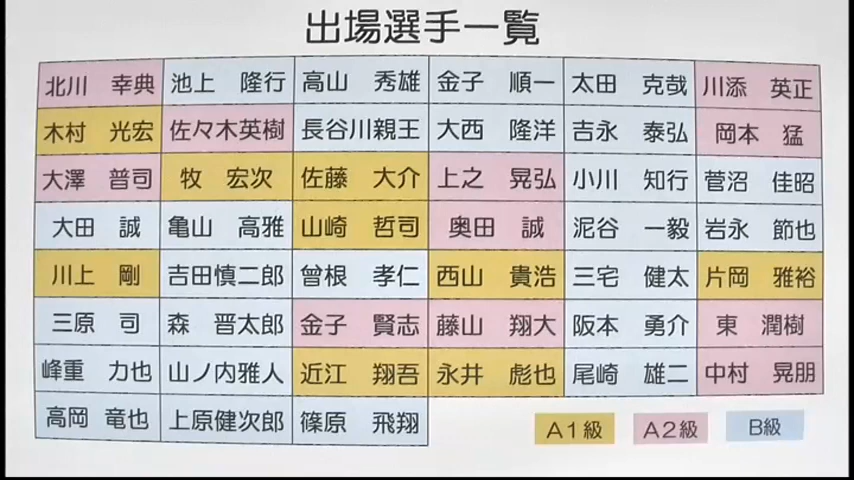 出場選手一覧
北川 幸典 池上 隆行 高山 秀雄 金子 順一 太田 克哉 川添 英正
木村 光宏 佐々木英樹 長谷川親王 大西 隆洋 吉永 泰弘 岡本 猛
大澤 普司 牧 宏次 佐藤 大介 上之 晃弘 小川 知行 菅沼 佳昭
大田 誠 亀山 高雅 山崎 哲司 奥田 誠 泥谷 一毅 岩永 節也
川上 剛 吉田慎二郎 曽根 孝仁 西山 貴浩 三宅 健太 片岡 雅裕
三原 司 森 晋太郎 金子 賢志 藤山 翔大 阪本 勇介 東 潤樹
峰重 力也 山ノ内雅人 近江 翔吾 永井 彪也 尾崎 雄二 中村 晃朋
高岡 竜也 上原健次郎 篠原 飛翔
A1級 A2級 B級